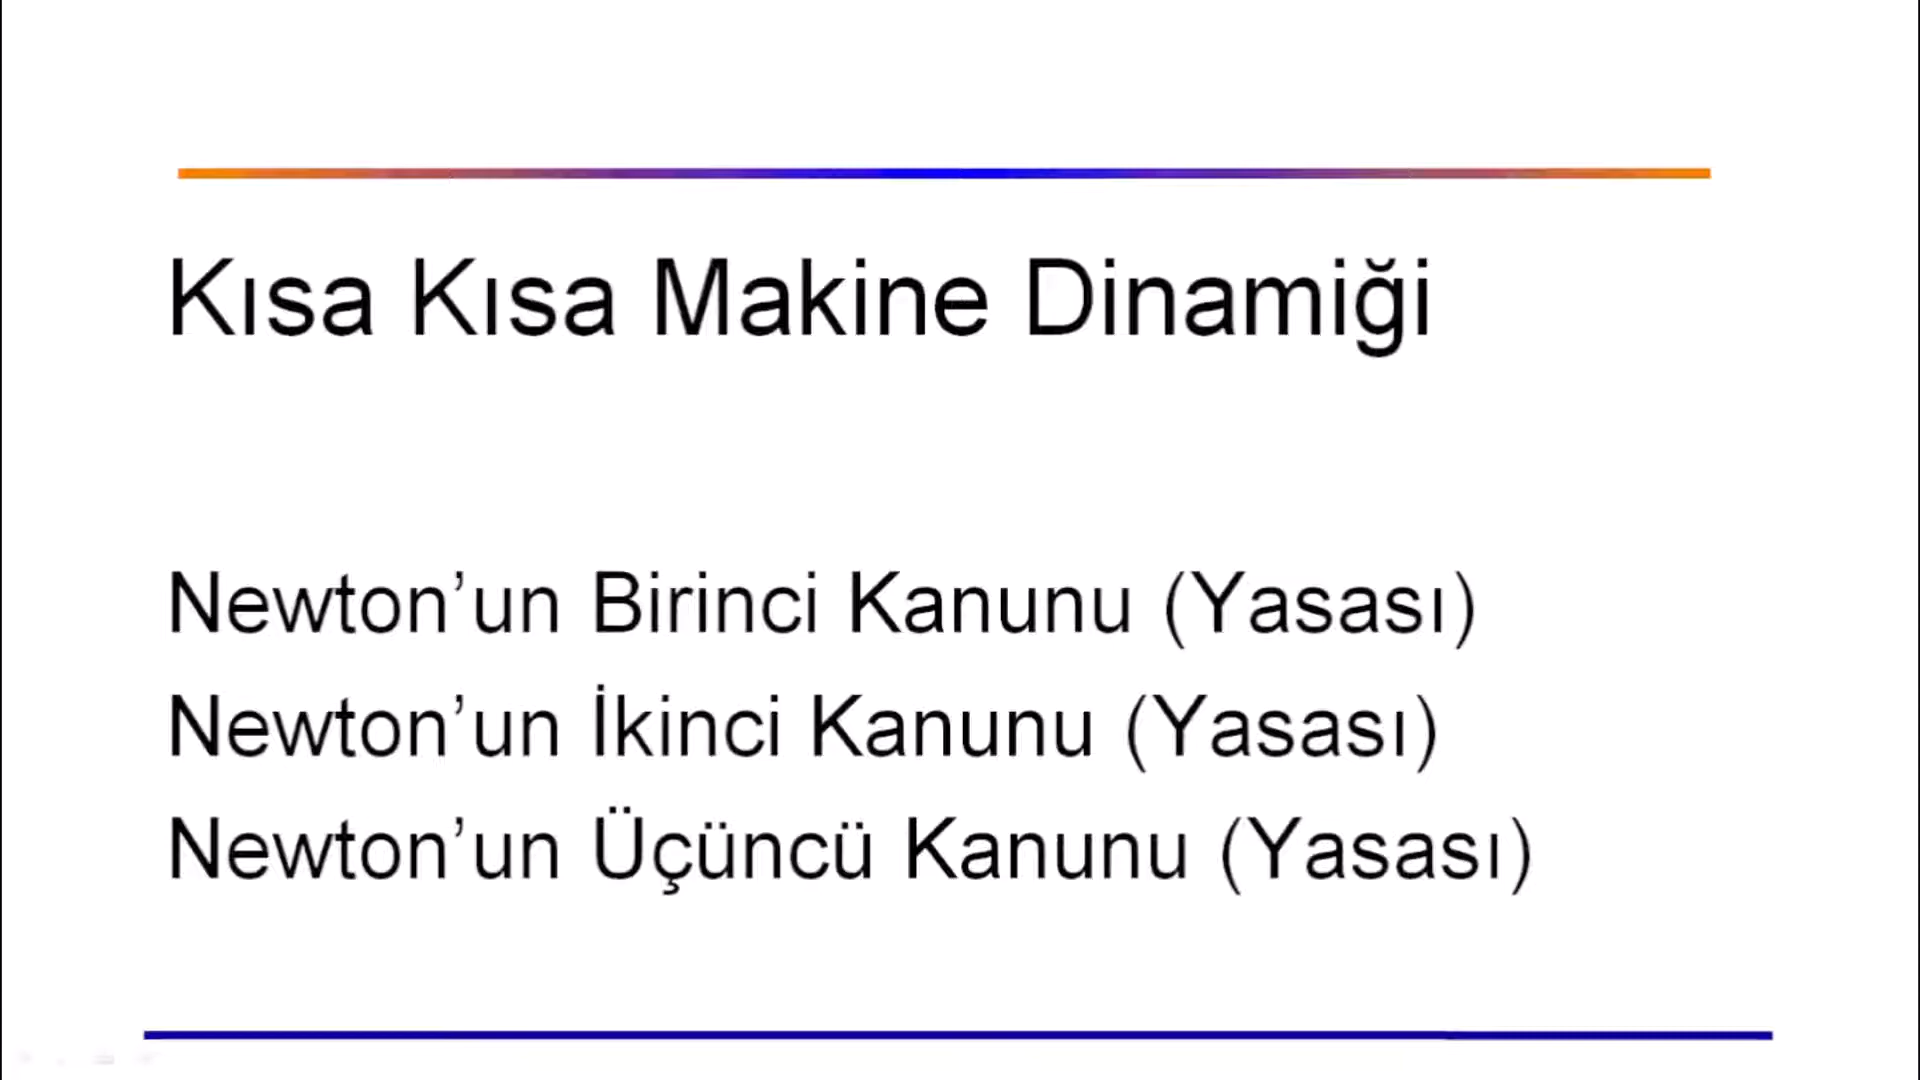 Kısa Kısa Makine Dinamiği
Newton’un Birinci Kanunu (Yasası)
Newton’un İkinci Kanunu (Yasası)
Newton’un Üçüncü Kanunu (Yasası)